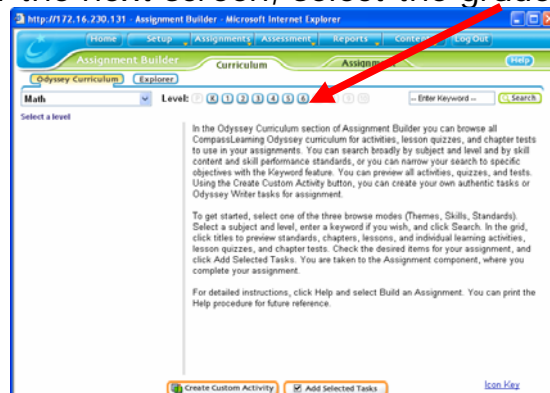 the next screen, select the grade
http://172.16.230.131 - Assignment Builder - Microsoft Internet Explorer
Home Setup Assignments Assessment Reports Content Log Out
Assignment Builder Curriculum Assignm Help
Odyssey Curriculum Explorer
Math Level: K 1 2 3 4 5 6 -- Enter Keyword -- Search
Select a level
In the Odyssey Curriculum section of Assignment Builder you can browse all
CompassLearning Odyssey curriculum for activities, lesson quizzes, and chapter tests
to use in your assignments. You can search broadly by subject and level and by skill
content and skill performance standards, or you can narrow your search to specific
objectives with the Keyword feature. You can preview all activities, quizzes, and tests.
Using the Create Custom Activity button, you can create your own authentic tasks or
Odyssey Writer tasks for assignment.
To get started, select one of the three browse modes (Themes, Skills, Standards).
Select a subject and level, enter a keyword if you wish, and click Search. In the grid,
click titles to preview standards, chapters, lessons, and individual learning activities,
lesson quizzes, and chapter tests. Check the desired items for your assignment, and
click Add Selected Tasks. You are taken to the Assignment component, where you
complete your assignment.
For detailed instructions, click Help and select Build an Assignment. You can print the
Help procedure for future reference.
Create Custom Activity Add Selected Tasks Icon Key